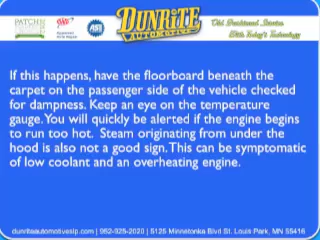 PATCH
AAA
ASE
DUNRITE
AUTOMOTIVE
Old Fashioned Service
With Today's Technology
If this happens, have the floorboard beneath the
carpet on the passenger side of the vehicle checked
for dampness. Keep an eye on the temperature
gauge. You will quickly be alerted if the engine begins
to run too hot. Steam originating from under the
hood is also not a good sign. This can be symptomatic
of low coolant and an overheating engine.
dunriteautomotiveslp.com | 952-925-2020 | 5125 Minnetonka Blvd St. Louis Park, MN 55416